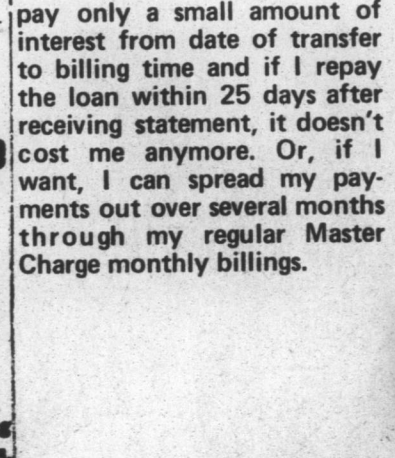 pay only a small amount of
interest from date of transfer
to billing time and if I repay
the loan within 25 days after
receiving statement, it doesn't
cost me anymore. Or, if I
want, I can spread my pay-
ments out over several months
through my regular Master
Charge monthly billings.